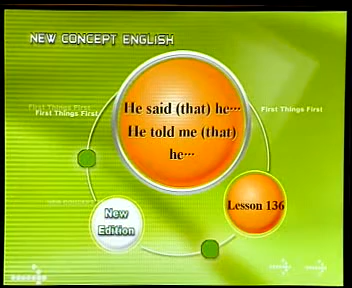 NEW CONCEPT ENGLISH
First Things First
First Things First
First Things First
He said (that) he…
He told me (that)
he…
Lesson 136
New
Edition